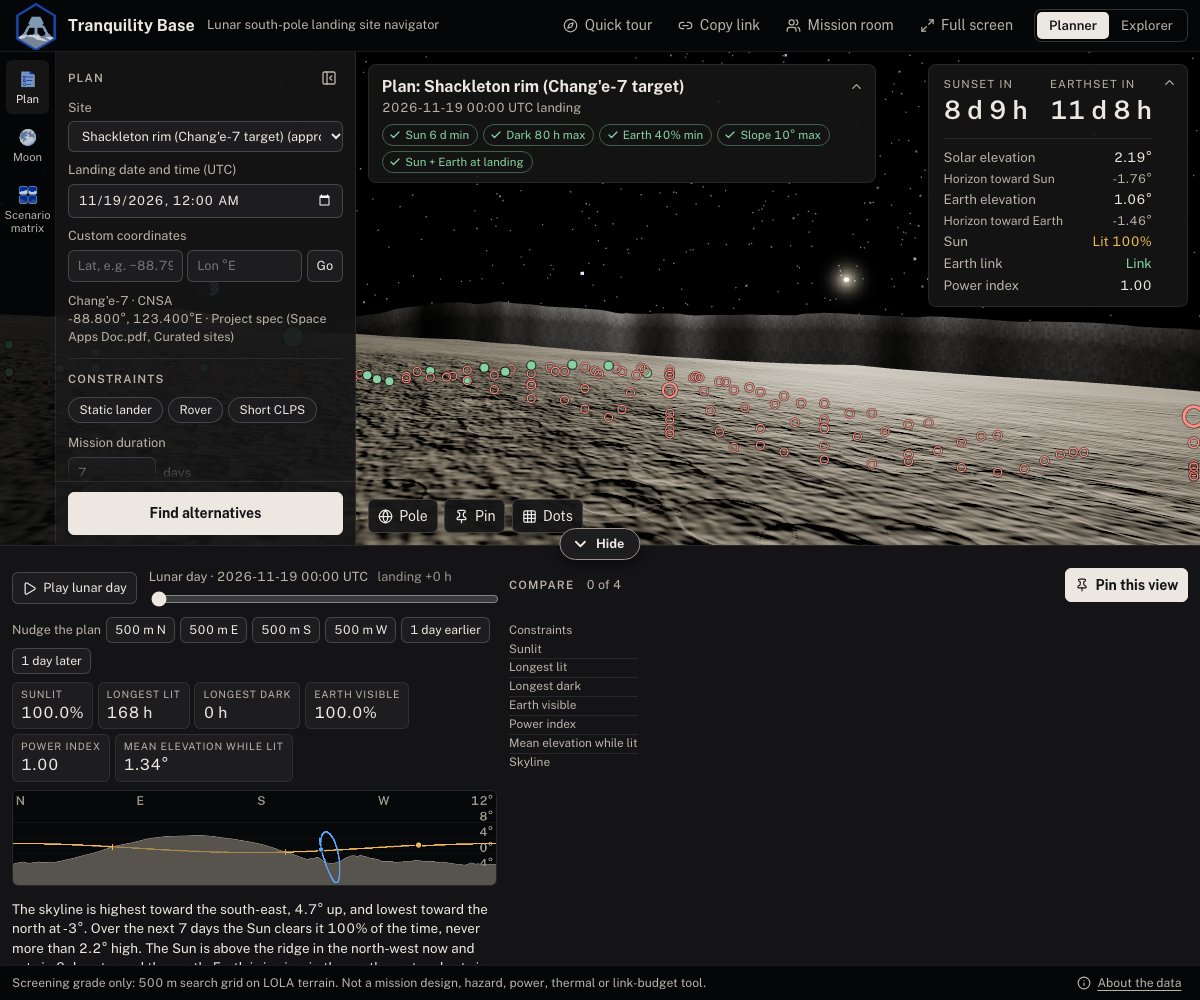 Tranquility Base
Lunar south-pole landing site navigator
Quick tour
Copy link
Mission room
Full screen
Planner
Explorer
Plan
Moon
Scenario
matrix
PLAN
Site
Shackleton rim (Chang'e-7 target) (appro
Landing date and time (UTC)
11/19/2026, 12:00 AM
Custom coordinates
Lat, e.g. −88.79
Lon °E
Go
Chang'e-7 · CNSA
-88.800°, 123.400°E · Project spec (Space
Apps Doc.pdf, Curated sites)
CONSTRAINTS
Static lander
Rover
Short CLPS
Mission duration
7
days
Find alternatives
Plan: Shackleton rim (Chang'e-7 target)
2026-11-19 00:00 UTC landing
Sun 6 d min
Dark 80 h max
Earth 40% min
Slope 10° max
Sun + Earth at landing
SUNSET IN
EARTHSET IN
8 d 9 h
11 d 8 h
Solar elevation 2.19°
Horizon toward Sun -1.76°
Earth elevation 1.06°
Horizon toward Earth -1.46°
Sun Lit 100%
Earth link Link
Power index 1.00
Pole
Pin
Dots
Hide
Play lunar day
Lunar day · 2026-11-19 00:00 UTC landing +0 h
Nudge the plan
500 m N
500 m E
500 m S
500 m W
1 day earlier
1 day later
SUNLIT
100.0%
LONGEST LIT
168 h
LONGEST DARK
0 h
EARTH VISIBLE
100.0%
POWER INDEX
1.00
MEAN ELEVATION WHILE LIT
1.34°
N E S W 12°
8°
4°
0°
The skyline is highest toward the south-east, 4.7° up, and lowest toward the
north at -3°. Over the next 7 days the Sun clears it 100% of the time, never
more than 2.2° high. The Sun is above the ridge in the north-west now and
COMPARE 0 of 4
Pin this view
Constraints
Sunlit
Longest lit
Longest dark
Earth visible
Power index
Mean elevation while lit
Skyline
Screening grade only: 500 m search grid on LOLA terrain. Not a mission design, hazard, power, thermal or link-budget tool.
About the data